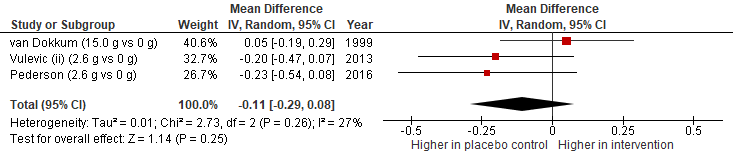 Mean Difference Mean Difference
Study or Subgroup Weight IV, Random, 95% CI Year IV, Random, 95% CI
van Dokkum (15.0 g vs 0 g) 40.6% 0.05 [-0.19, 0.29] 1999
Vulevic (ii) (2.6 g vs 0 g) 32.7% -0.20 [-0.47, 0.07] 2013
Pederson (2.6 g vs 0 g) 26.7% -0.23 [-0.54, 0.08] 2016
Total (95% CI) 100.0% -0.11 [-0.29, 0.08]
Heterogeneity: Tau² = 0.01; Chi² = 2.73, df = 2 (P = 0.26); I² = 27%
Test for overall effect: Z = 1.14 (P = 0.25)
-0.5 -0.25 0 0.25 0.5
Higher in placebo control Higher in intervention